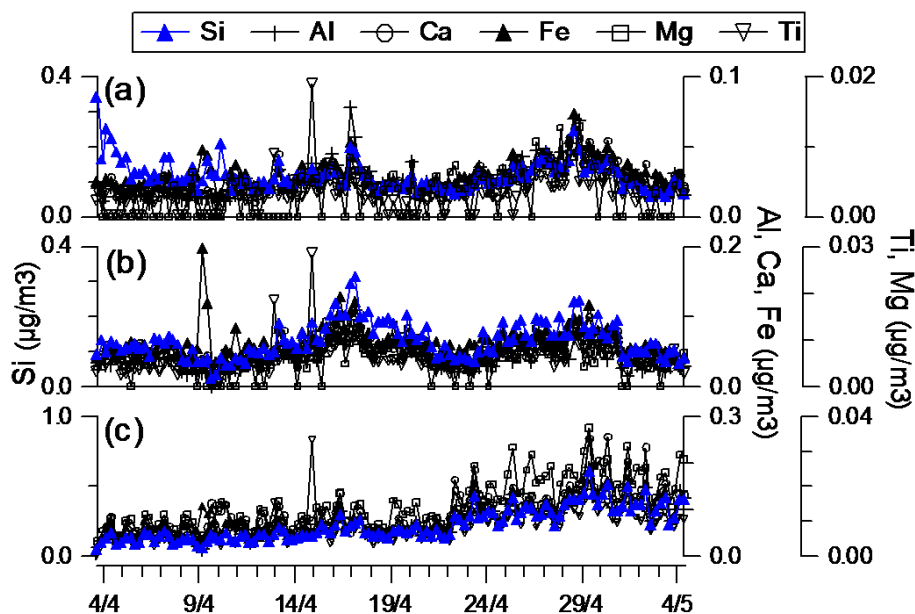 Si Al Ca Fe Mg Ti
(a)
0.4
0.0
0.1
0.0
0.02
0.00
(b)
0.4
0.0
0.2
0.0
0.03
0.00
(c)
1.0
0.0
0.3
0.0
0.04
0.00
Si (µg/m3)
Al, Ca, Fe (µg/m3)
Ti, Mg (µg/m3)
4/4 9/4 14/4 19/4 24/4 29/4 4/5